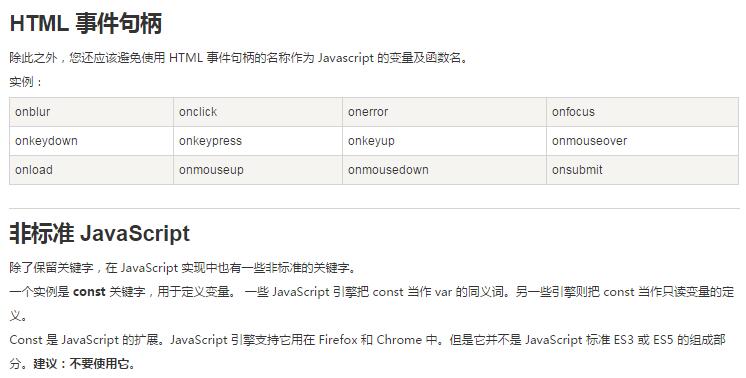 HTML 事件句柄
除此之外，您还应该避免使用 HTML 事件句柄的名称作为 Javascript 的变量及函数名。
实例：
onblur onclick onerror onfocus
onkeydown onkeypress onkeyup onmouseover
onload onmouseup onmousedown onsubmit
非标准 JavaScript
除了保留关键字，在 JavaScript 实现中也有一些非标准的关键字。
一个实例是 const 关键字，用于定义变量。 一些 JavaScript 引擎把 const 当作 var 的同义词。另一些引擎则把 const 当作只读变量的定
义。
Const 是 JavaScript 的扩展。JavaScript 引擎支持它用在 Firefox 和 Chrome 中。但是它并不是 JavaScript 标准 ES3 或 ES5 的组成部
分。建议：不要使用它。